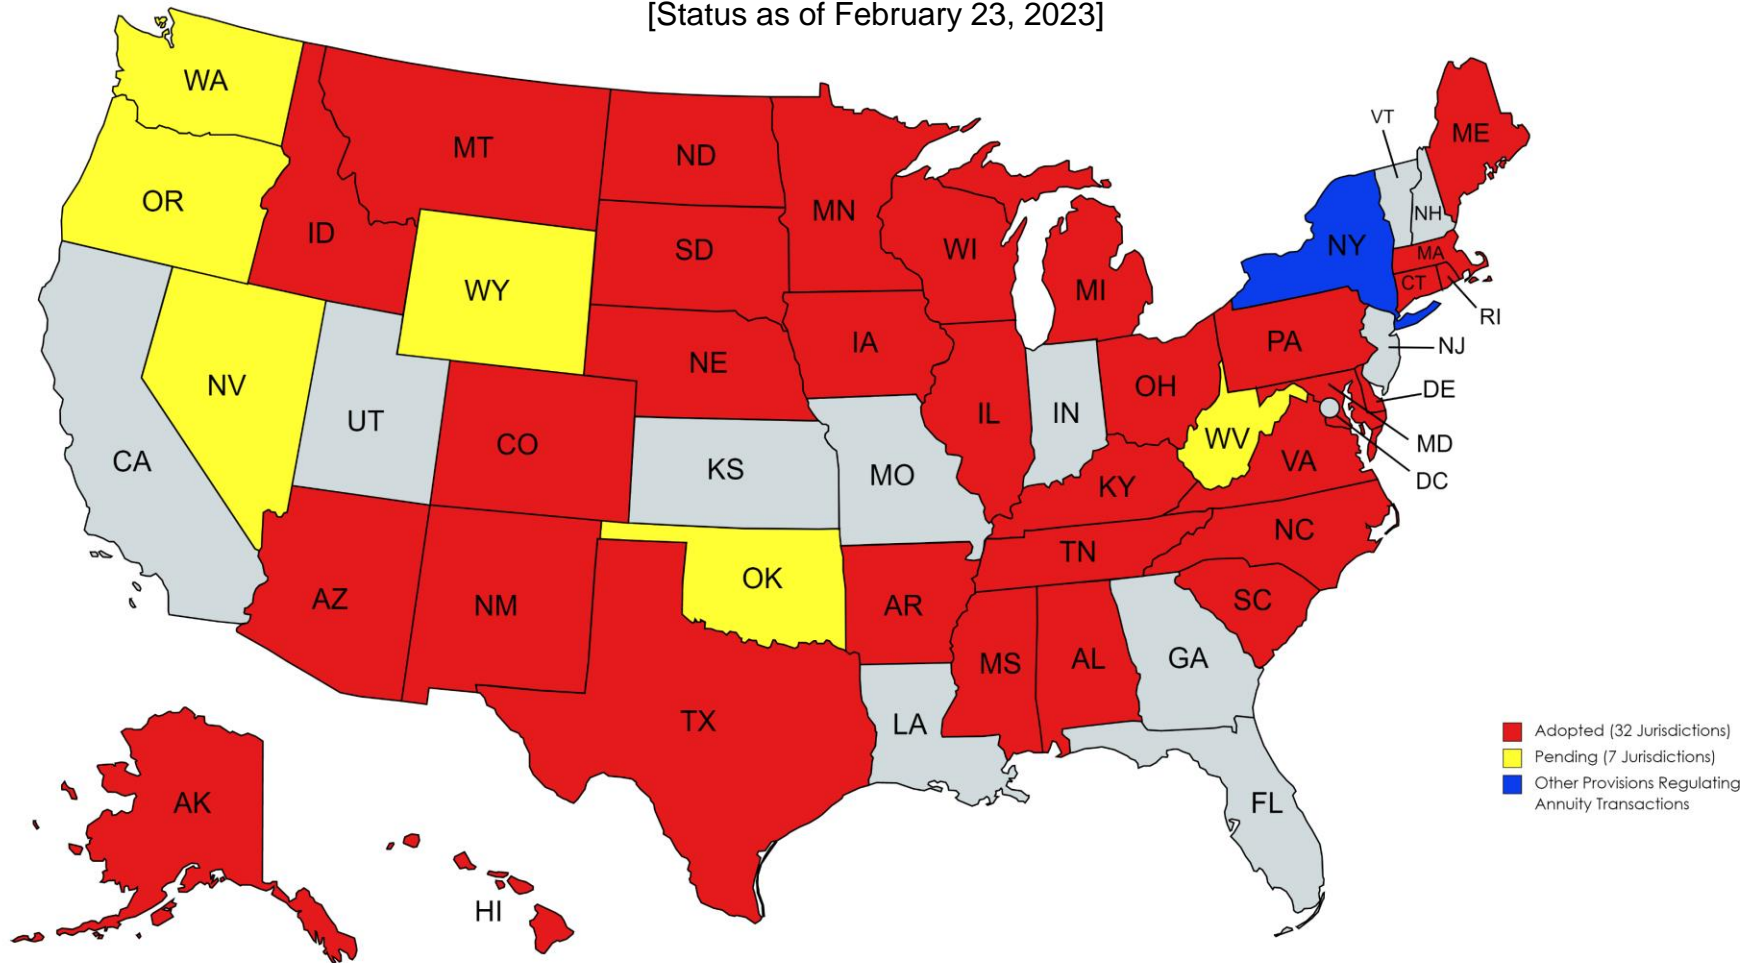 [Status as of February 23, 2023]
WA
MT
ND
MN
OR
ID
SD
WI
WY
MI
VT
ME
NH
NY
MA
CT
RI
NE
IA
PA
NJ
NV
UT
CO
IL
IN
OH
DE
CA
KS
MO
KY
WV
VA
MD
DC
AZ
NM
OK
AR
TN
NC
SC
TX
LA
MS
AL
GA
FL
AK
HI
Adopted (32 Jurisdictions)
Pending (7 Jurisdictions)
Other Provisions Regulating
Annuity Transactions